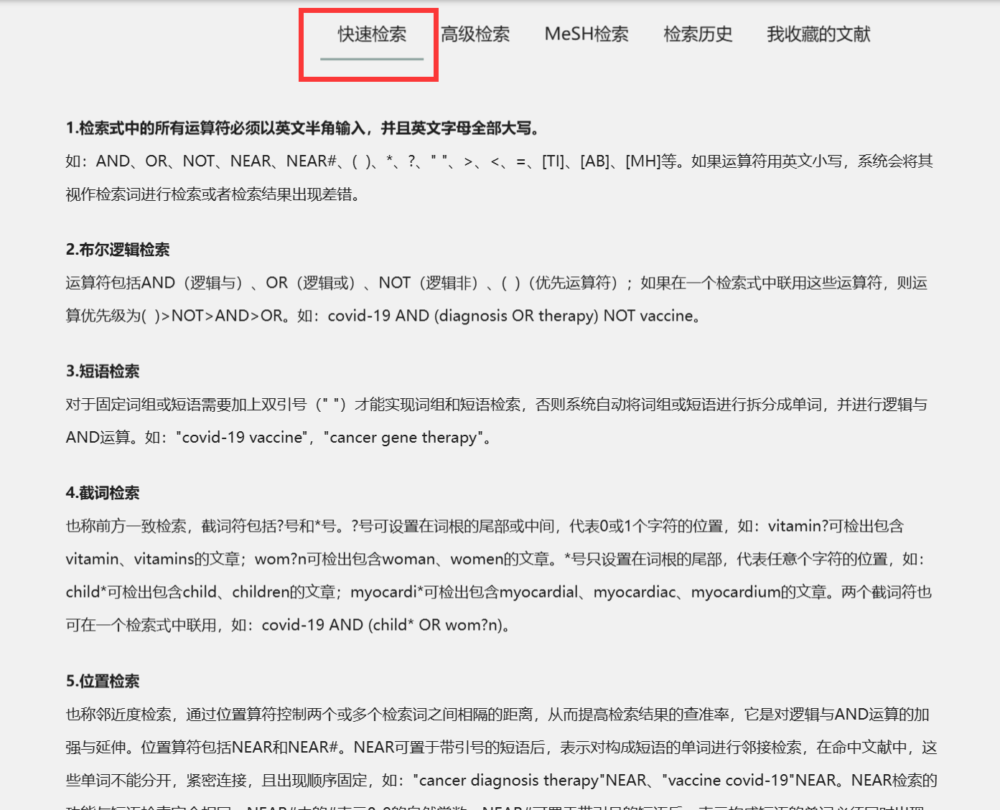 快速检索 高级检索 MeSH检索 检索历史 我收藏的文献
1.检索式中的所有运算符必须以英文半角输入，并且英文字母全部大写。
如：AND、OR、NOT、NEAR、NEAR#、( )、*、?、" "、>、<、=、[TI]、[AB]、[MH]等。如果运算符用英文小写，系统会将其
视作检索词进行检索或者检索结果出现差错。
2.布尔逻辑检索
运算符包括AND（逻辑与）、OR（逻辑或）、NOT（逻辑非）、( )（优先运算符）；如果在一个检索式中联用这些运算符，则运
算优先级为( )>NOT>AND>OR。如：covid-19 AND (diagnosis OR therapy) NOT vaccine。
3.短语检索
对于固定词组或短语需要加上双引号（" "）才能实现词组和短语检索，否则系统自动将词组或短语进行拆分成单词，并进行逻辑与
AND运算。如："covid-19 vaccine"，"cancer gene therapy"。
4.截词检索
也称前方一致检索，截词符包括?号和*号。?号可设置在词根的尾部或中间，代表0或1个字符的位置，如：vitamin?可检出包含
vitamin、vitamins的文章；wom?n可检出包含woman、women的文章。*号只设置在词根的尾部，代表任意个字符的位置，如：
child*可检出包含child、children的文章；myocardi*可检出包含myocardial、myocardiac、myocardium的文章。两个截词符也
可在一个检索式中联用，如：covid-19 AND (child* OR wom?n)。
5.位置检索
也称邻近度检索，通过位置算符控制两个或多个检索词之间相隔的距离，从而提高检索结果的查准率，它是对逻辑与AND运算的加
强与延伸。位置算符包括NEAR和NEAR#。NEAR可置于带引号的短语后，表示对构成短语的单词进行邻接检索，在命中文献中，这
些单词不能分开，紧密连接，且出现顺序固定，如："cancer diagnosis therapy"NEAR、"vaccine covid-19"NEAR。NEAR检索的